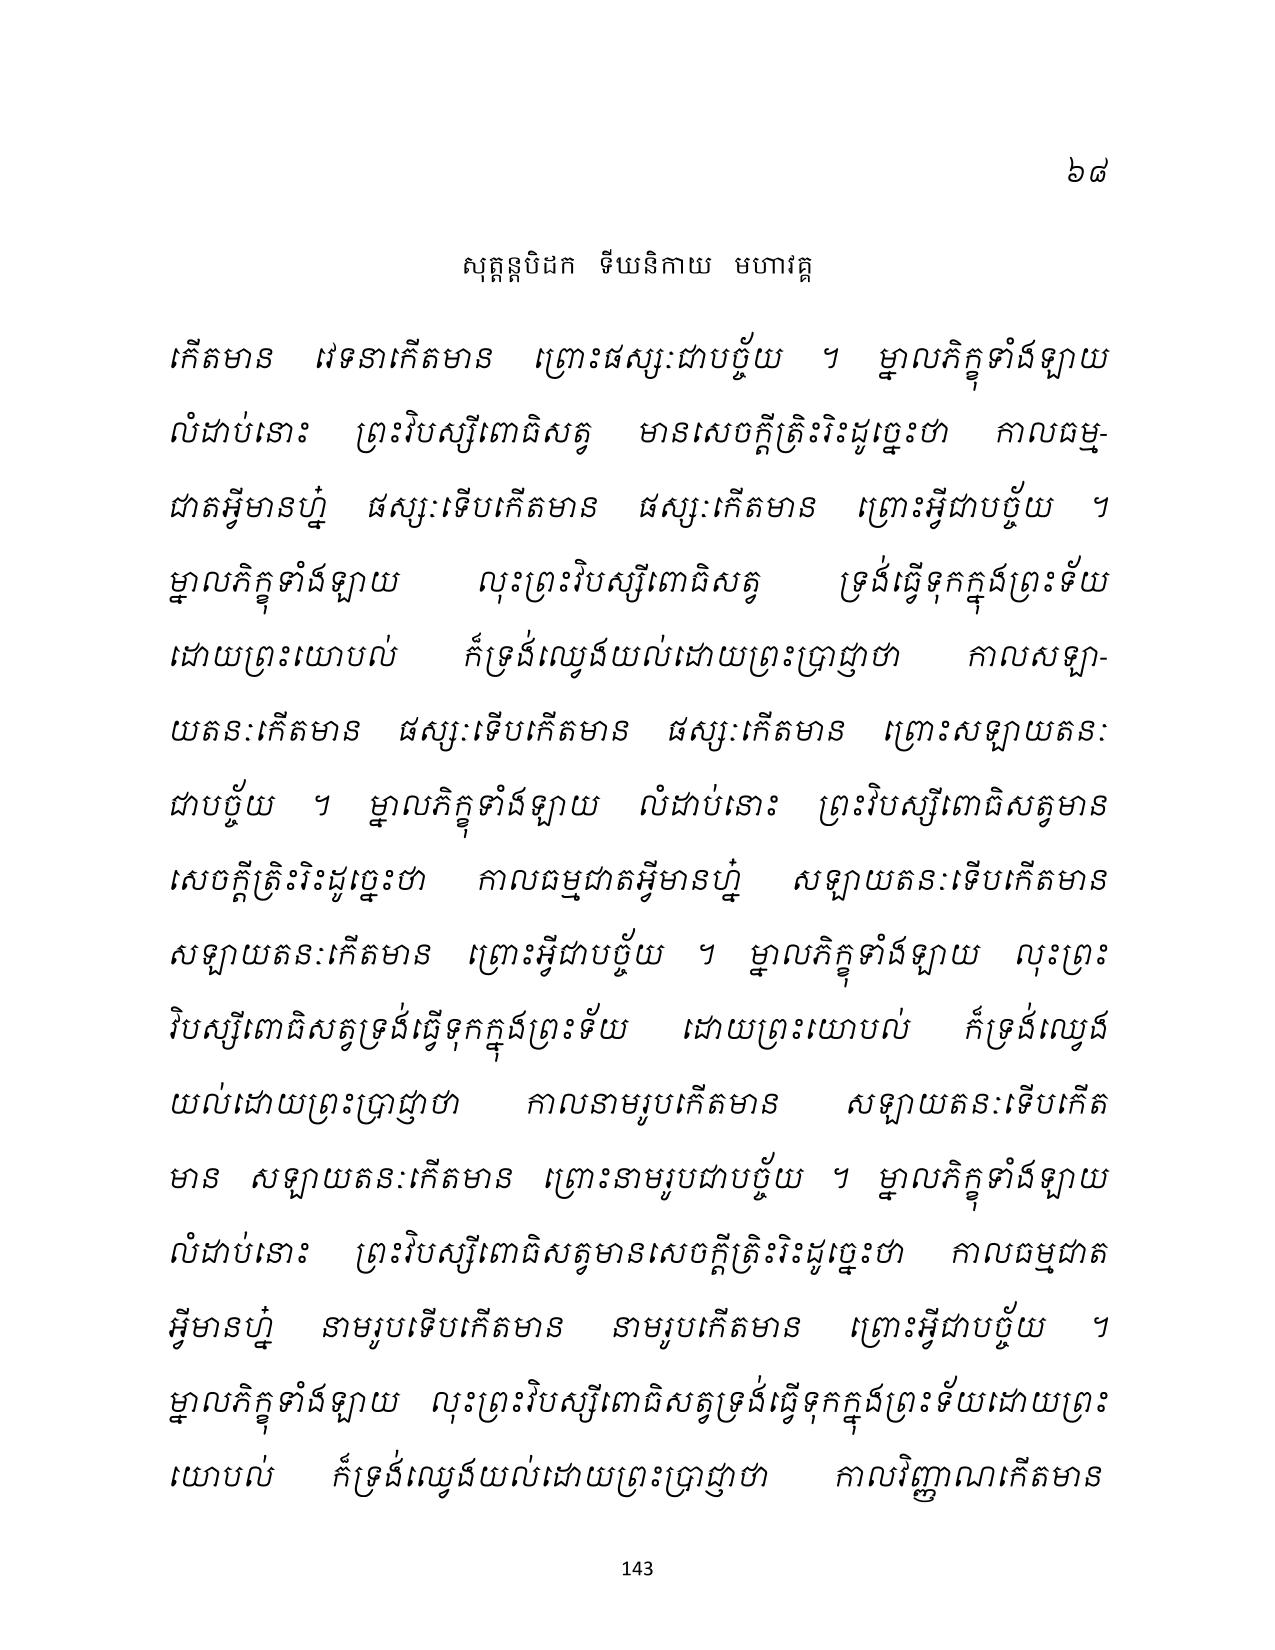 ៦៨
សុត្តន្តបិដក ទីឃនិកាយ មហាវគ្គ
កើតមាន វេទនាកើតមាន ព្រោះផស្សៈជាបច្ច័យ ។ ម្នាលភិក្ខុទាំងឡាយ
លំដាប់នោះ ព្រះវិបស្សីពោធិសត្វ មានសេចក្តីត្រិះរិះដូច្នេះថា កាលធម្ម-
ជាតអ្វីមានហ្ន៎ ផស្សៈទើបកើតមាន ផស្សៈកើតមាន ព្រោះអ្វីជាបច្ច័យ ។
ម្នាលភិក្ខុទាំងឡាយ លុះព្រះវិបស្សីពោធិសត្វ ទ្រង់ធ្វើទុកក្នុងព្រះទ័យ
ដោយព្រះយោបល់ ក៏ទ្រង់ឈ្វេងយល់ដោយព្រះប្រាជ្ញាថា កាលសឡា-
យតនៈកើតមាន ផស្សៈទើបកើតមាន ផស្សៈកើតមាន ព្រោះសឡាយតនៈ
ជាបច្ច័យ ។ ម្នាលភិក្ខុទាំងឡាយ លំដាប់នោះ ព្រះវិបស្សីពោធិសត្វមាន
សេចក្តីត្រិះរិះដូច្នេះថា កាលធម្មជាតអ្វីមានហ្ន៎ សឡាយតនៈទើបកើតមាន
សឡាយតនៈកើតមាន ព្រោះអ្វីជាបច្ច័យ ។ ម្នាលភិក្ខុទាំងឡាយ លុះព្រះ
វិបស្សីពោធិសត្វទ្រង់ធ្វើទុកក្នុងព្រះទ័យ ដោយព្រះយោបល់ ក៏ទ្រង់ឈ្វេង
យល់ដោយព្រះប្រាជ្ញាថា កាលនាមរូបកើតមាន សឡាយតនៈទើបកើត
មាន សឡាយតនៈកើតមាន ព្រោះនាមរូបជាបច្ច័យ ។ ម្នាលភិក្ខុទាំងឡាយ
លំដាប់នោះ ព្រះវិបស្សីពោធិសត្វមានសេចក្តីត្រិះរិះដូច្នេះថា កាលធម្មជាត
អ្វីមានហ្ន៎ នាមរូបទើបកើតមាន នាមរូបកើតមាន ព្រោះអ្វីជាបច្ច័យ ។
ម្នាលភិក្ខុទាំងឡាយ លុះព្រះវិបស្សីពោធិសត្វទ្រង់ធ្វើទុកក្នុងព្រះទ័យដោយព្រះ
យោបល់ ក៏ទ្រង់ឈ្វេងយល់ដោយព្រះប្រាជ្ញាថា កាលវិញ្ញាណកើតមាន
143